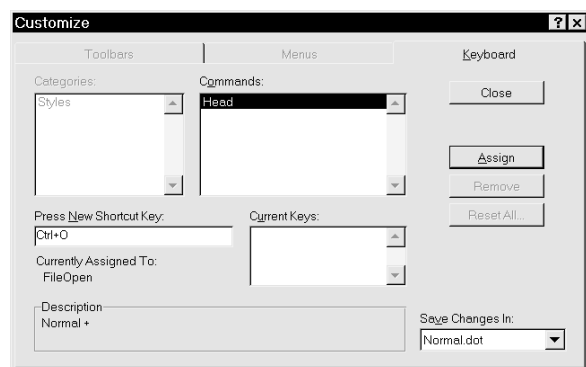 Customize
Toolbars Menus Keyboard
Categories: Commands:
Styles Head
Close
Assign
Remove
Reset All...
Press New Shortcut Key: Current Keys:
Ctrl+O
Currently Assigned To:
FileOpen
Description
Normal +
Save Changes In:
Normal.dot